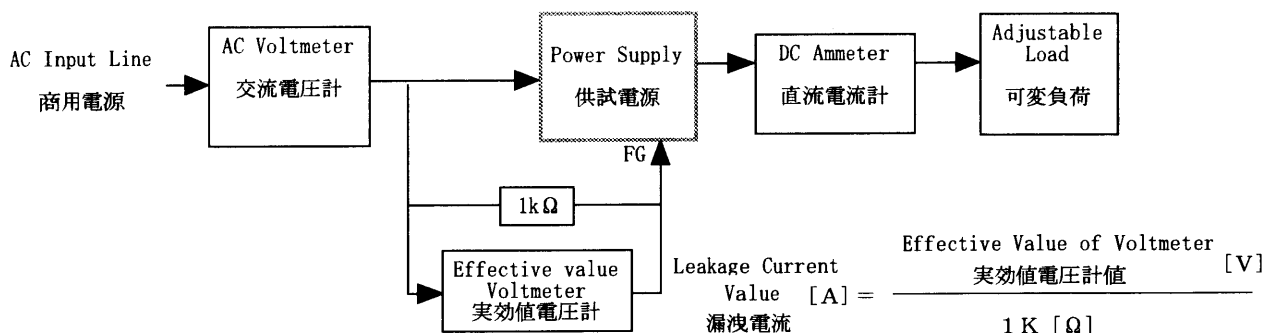 AC Input Line
商用電源
AC Voltmeter
交流電圧計
Power Supply
供試電源
FG
DC Ammeter
直流電流計
Adjustable
Load
可変負荷
1kΩ
Effective value
Voltmeter
実効値電圧計
Leakage Current
Value [A] =
漏洩電流
Effective Value of Voltmeter
実効値電圧計値
[V]
1 K [Ω]